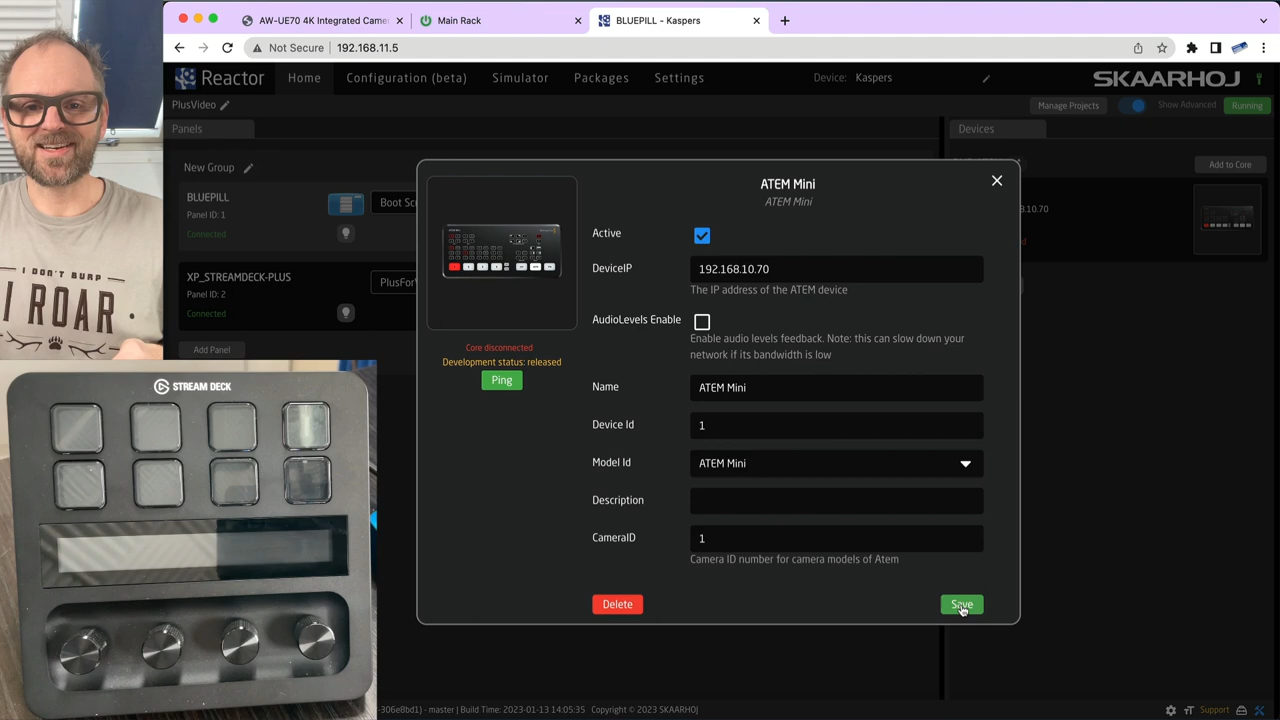 AW-UE70 4K Integrated Came
Main Rack
BLUEPILL - Kaspers
Not Secure
192.168.11.5
Reactor
Home
Configuration (beta)
Simulator
Packages
Settings
Device:
Kaspers
SKAARHOJ
PlusVideo
Manage Projects
Show Advanced
Running
Panels
Devices
New Group
Add to Core
BLUEPILL
Panel ID: 1
Connected
Boot Scr
XP_STREAMDECK-PLUS
Panel ID: 2
Connected
Add Panel
ATEM Mini
ATEM Mini
Active
DeviceIP
192.168.10.70
The IP address of the ATEM device
AudioLevels Enable
Enable audio levels feedback. Note: this can slow down your
network if its bandwidth is low
Core disconnected
Development status: released
Ping
Name
ATEM Mini
Device Id
1
Model Id
ATEM Mini
Description
CameraID
1
Camera ID number for camera models of Atem
Delete
Save
I DON'T BURP
I ROAR
STREAM DECK
-306e8bd1) - master | Build Time: 2023-01-13 14:05:35 Copyright © 2023 SKAARHOJ
Support